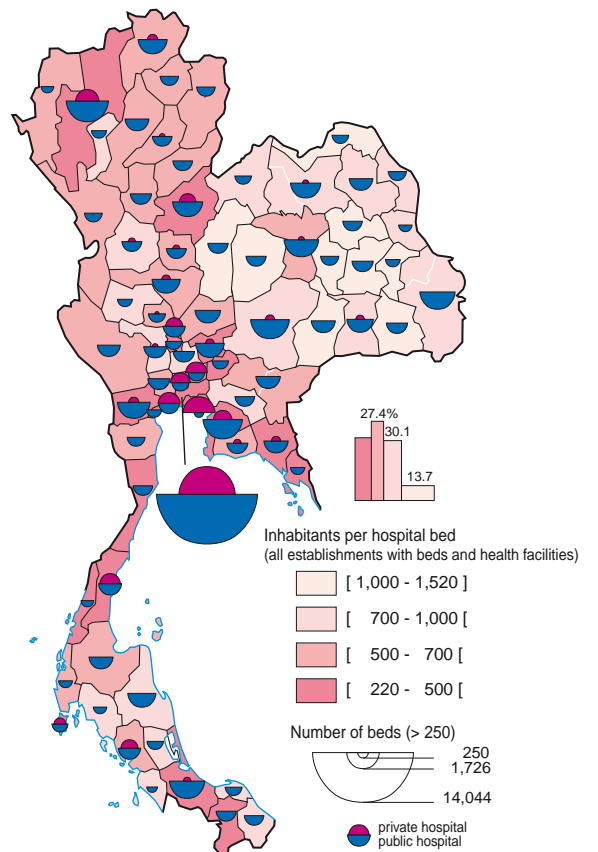 27.4%
30.1
13.7
Inhabitants per hospital bed
(all establishments with beds and health facilities)
[ 1,000 - 1,520 ]
700 - 1,000 [
[ 500 - 700 [
[ 220 - 500 [
Number of beds (> 250)
250
1,726
14,044
private hospital
public hospital